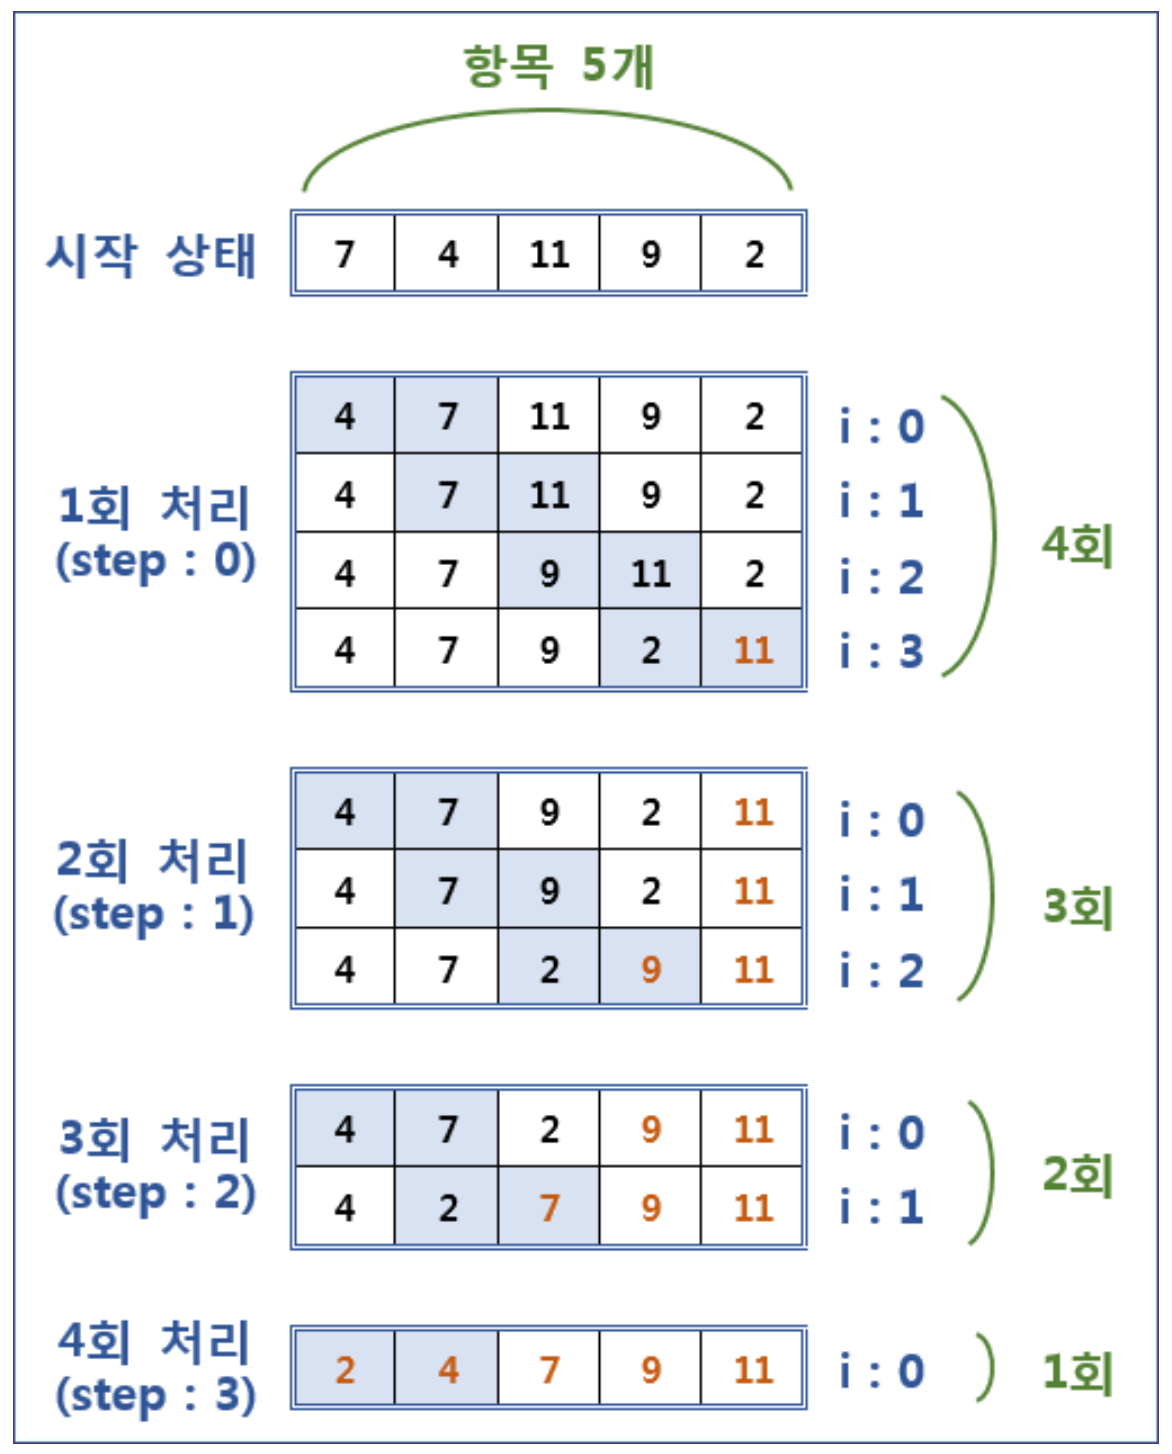 항목 5개
시작 상태 7 4 11 9 2
4 7 11 9 2 i : 0
1회 처리 4 7 11 9 2 i : 1
(step : 0) 4 7 9 11 2 i : 2 4회
4 7 9 2 11 i : 3
4 7 9 2 11 i : 0
2회 처리 4 7 9 2 11 i : 1 3회
(step : 1)
4 7 2 9 11 i : 2
3회 처리 4 7 2 9 11 i : 0
(step : 2) 4 2 7 9 11 i : 1 2회
4회 처리 2 4 7 9 11 i : 0 1회
(step : 3)